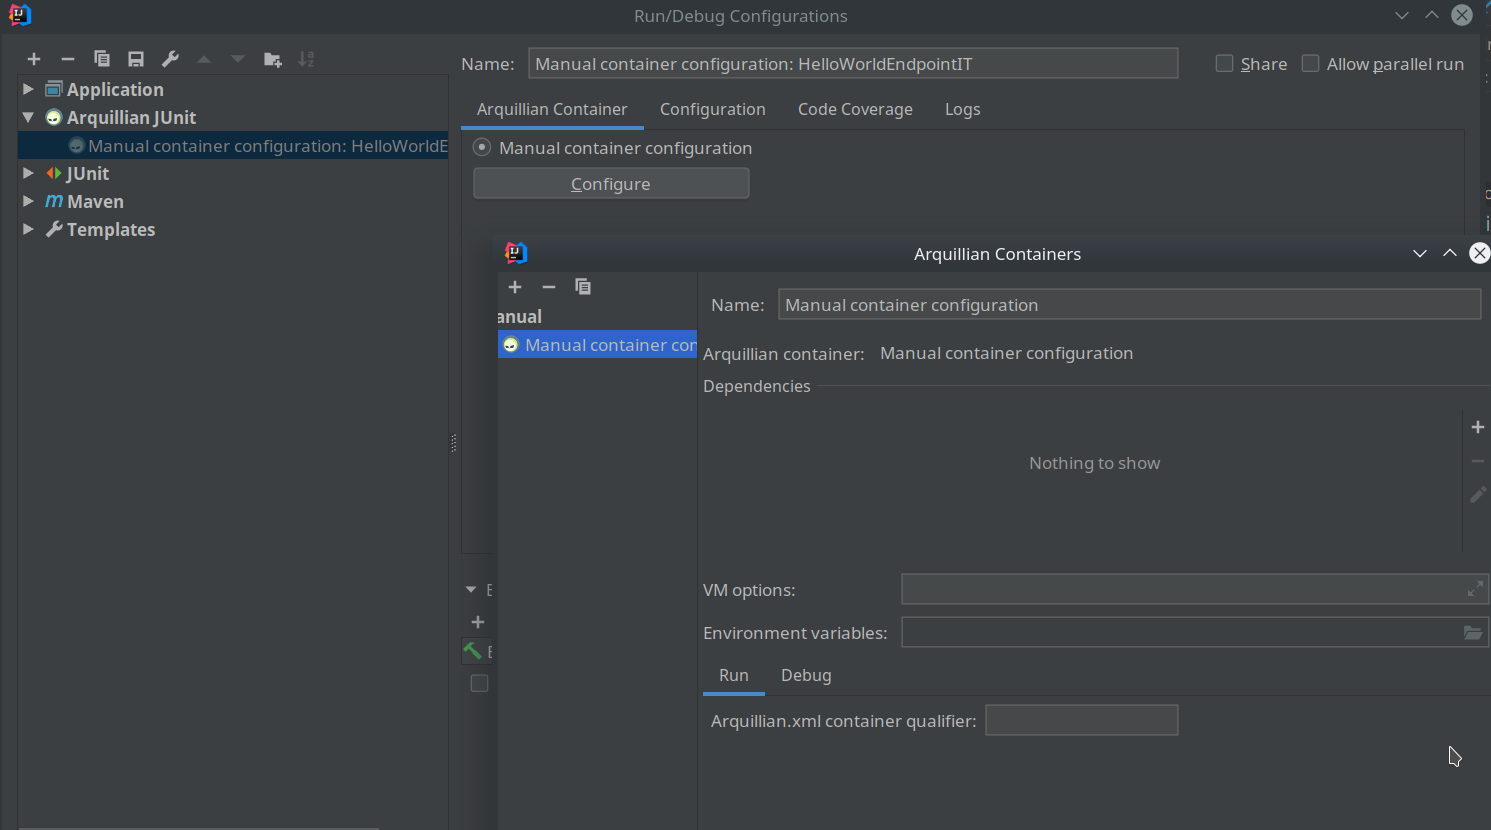 Run/Debug Configurations
Name: Manual container configuration: HelloWorldEndpointIT
Share
Allow parallel run
Application
Arquillian JUnit
Manual container configuration: HelloWorldE
JUnit
Maven
Templates
Arquillian Container Configuration Code Coverage Logs
Manual container configuration
Configure
Arquillian Containers
anual
Manual container con
Name: Manual container configuration
Arquillian container: Manual container configuration
Dependencies
Nothing to show
VM options:
Environment variables:
Run Debug
Arquillian.xml container qualifier: